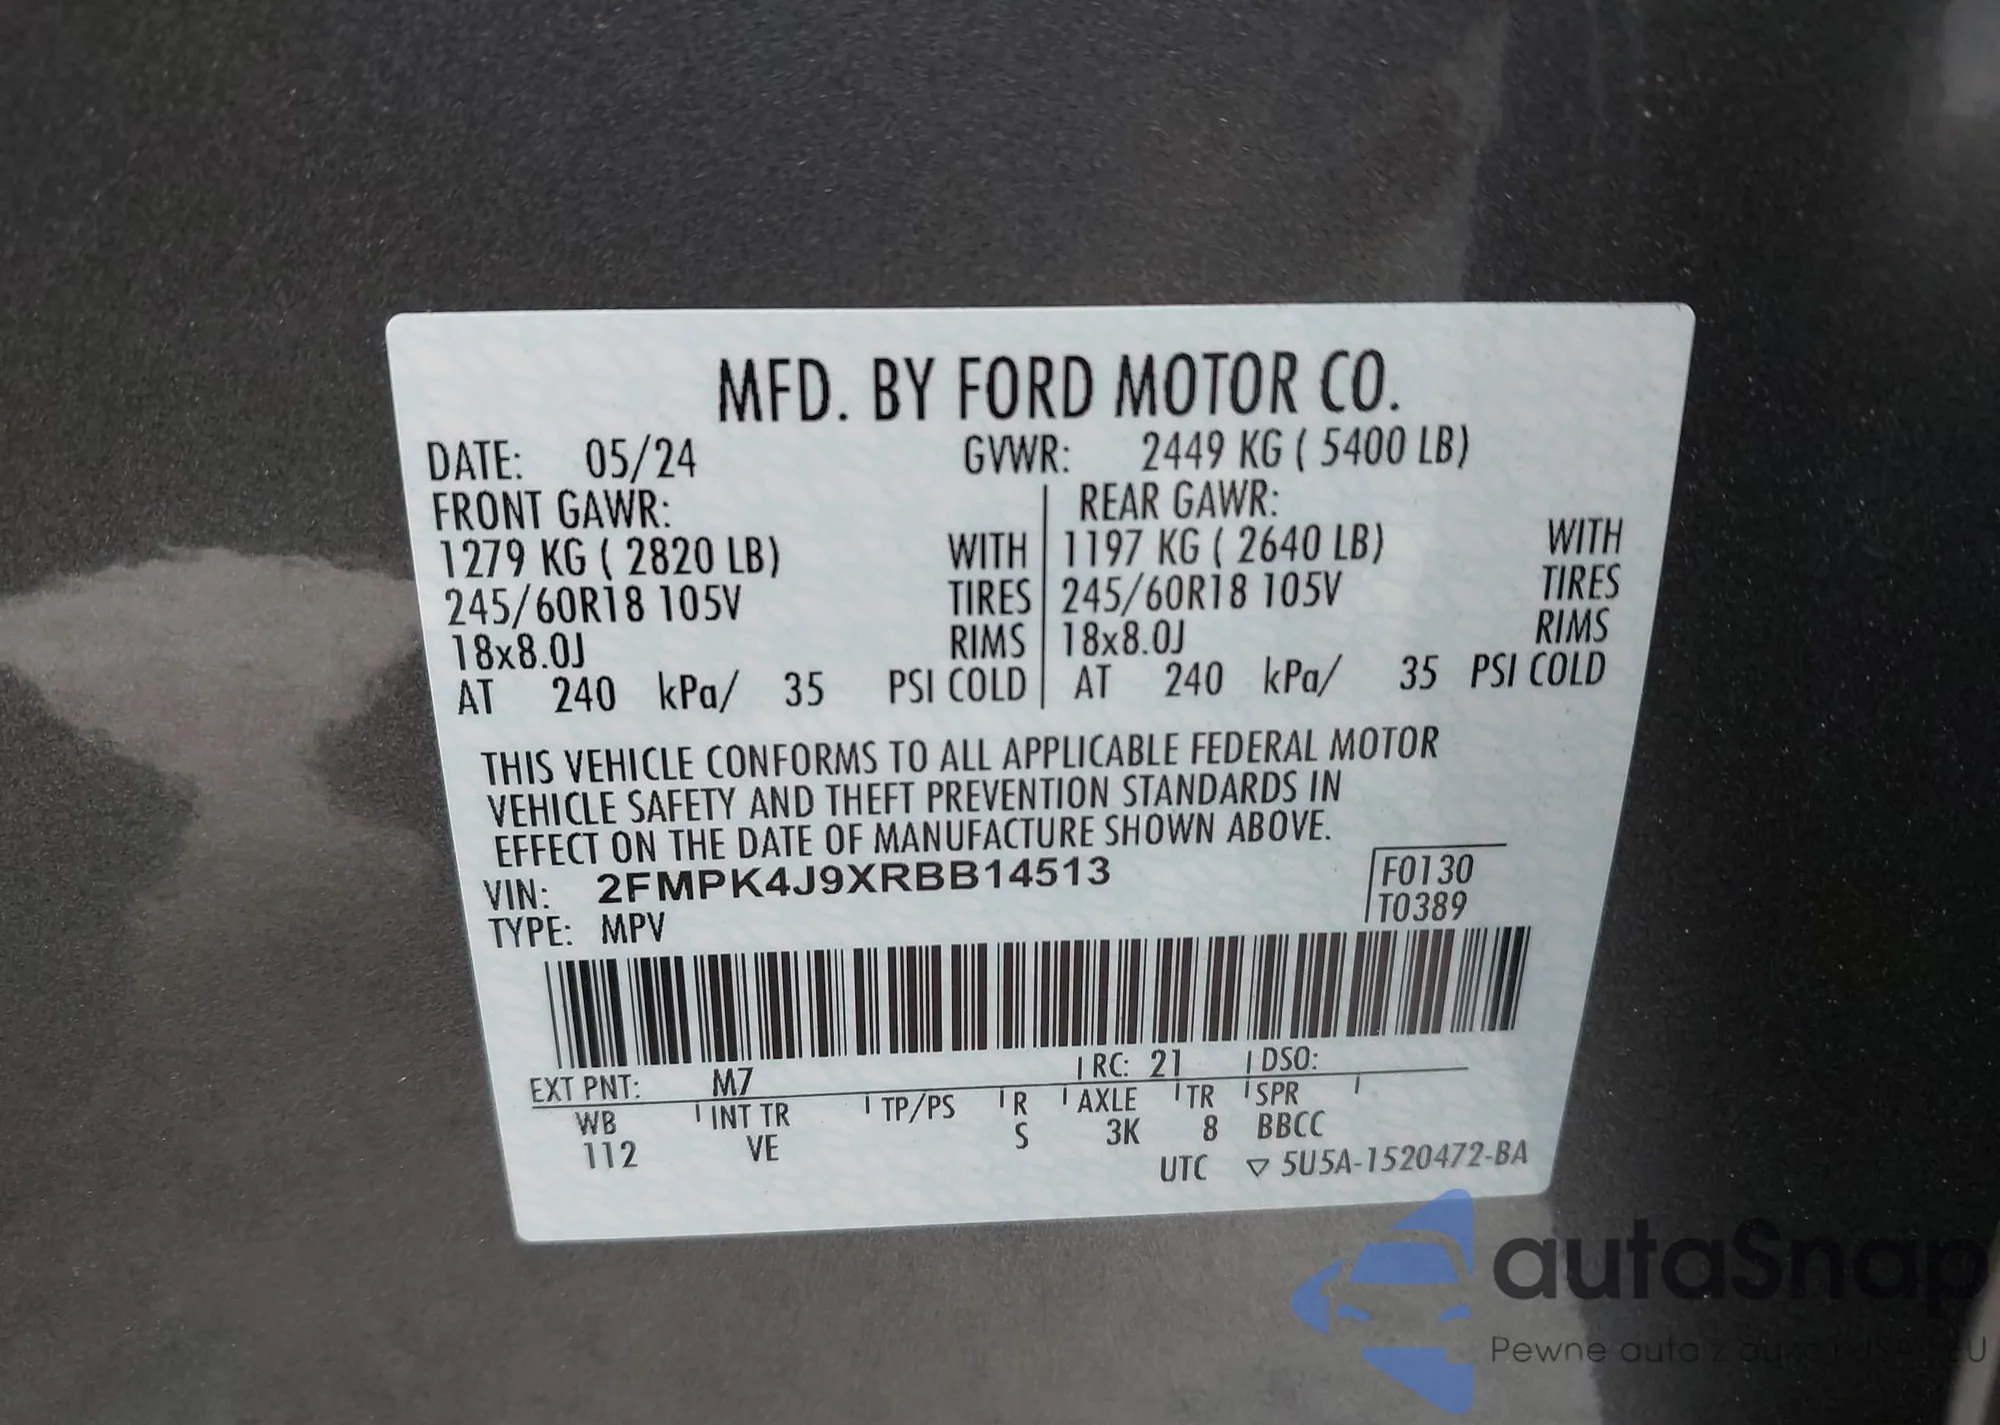 MFD. BY FORD MOTOR CO.
DATE: 05/24 GVWR: 2449 KG ( 5400 LB)
FRONT GAWR: REAR GAWR:
1279 KG ( 2820 LB) WITH 1197 KG ( 2640 LB) WITH
245/60R18 105V TIRES 245/60R18 105V TIRES
18x8.0J RIMS 18x8.0J RIMS
AT 240 kPa/ 35 PSI COLD AT 240 kPa/ 35 PSI COLD
THIS VEHICLE CONFORMS TO ALL APPLICABLE FEDERAL MOTOR
VEHICLE SAFETY AND THEFT PREVENTION STANDARDS IN
EFFECT ON THE DATE OF MANUFACTURE SHOWN ABOVE.
VIN: 2FMPK4J9XRBB14513 F0130
TYPE: MPV T0389
EXT PNT: M7 RC: 21 DSO:
WB INT TR TP/PS R AXLE TR SPR
112 VE S 3K 8 BBCC
UTC ▽ 5U5A-1520472-BA
autaSnap
Pewne auta z